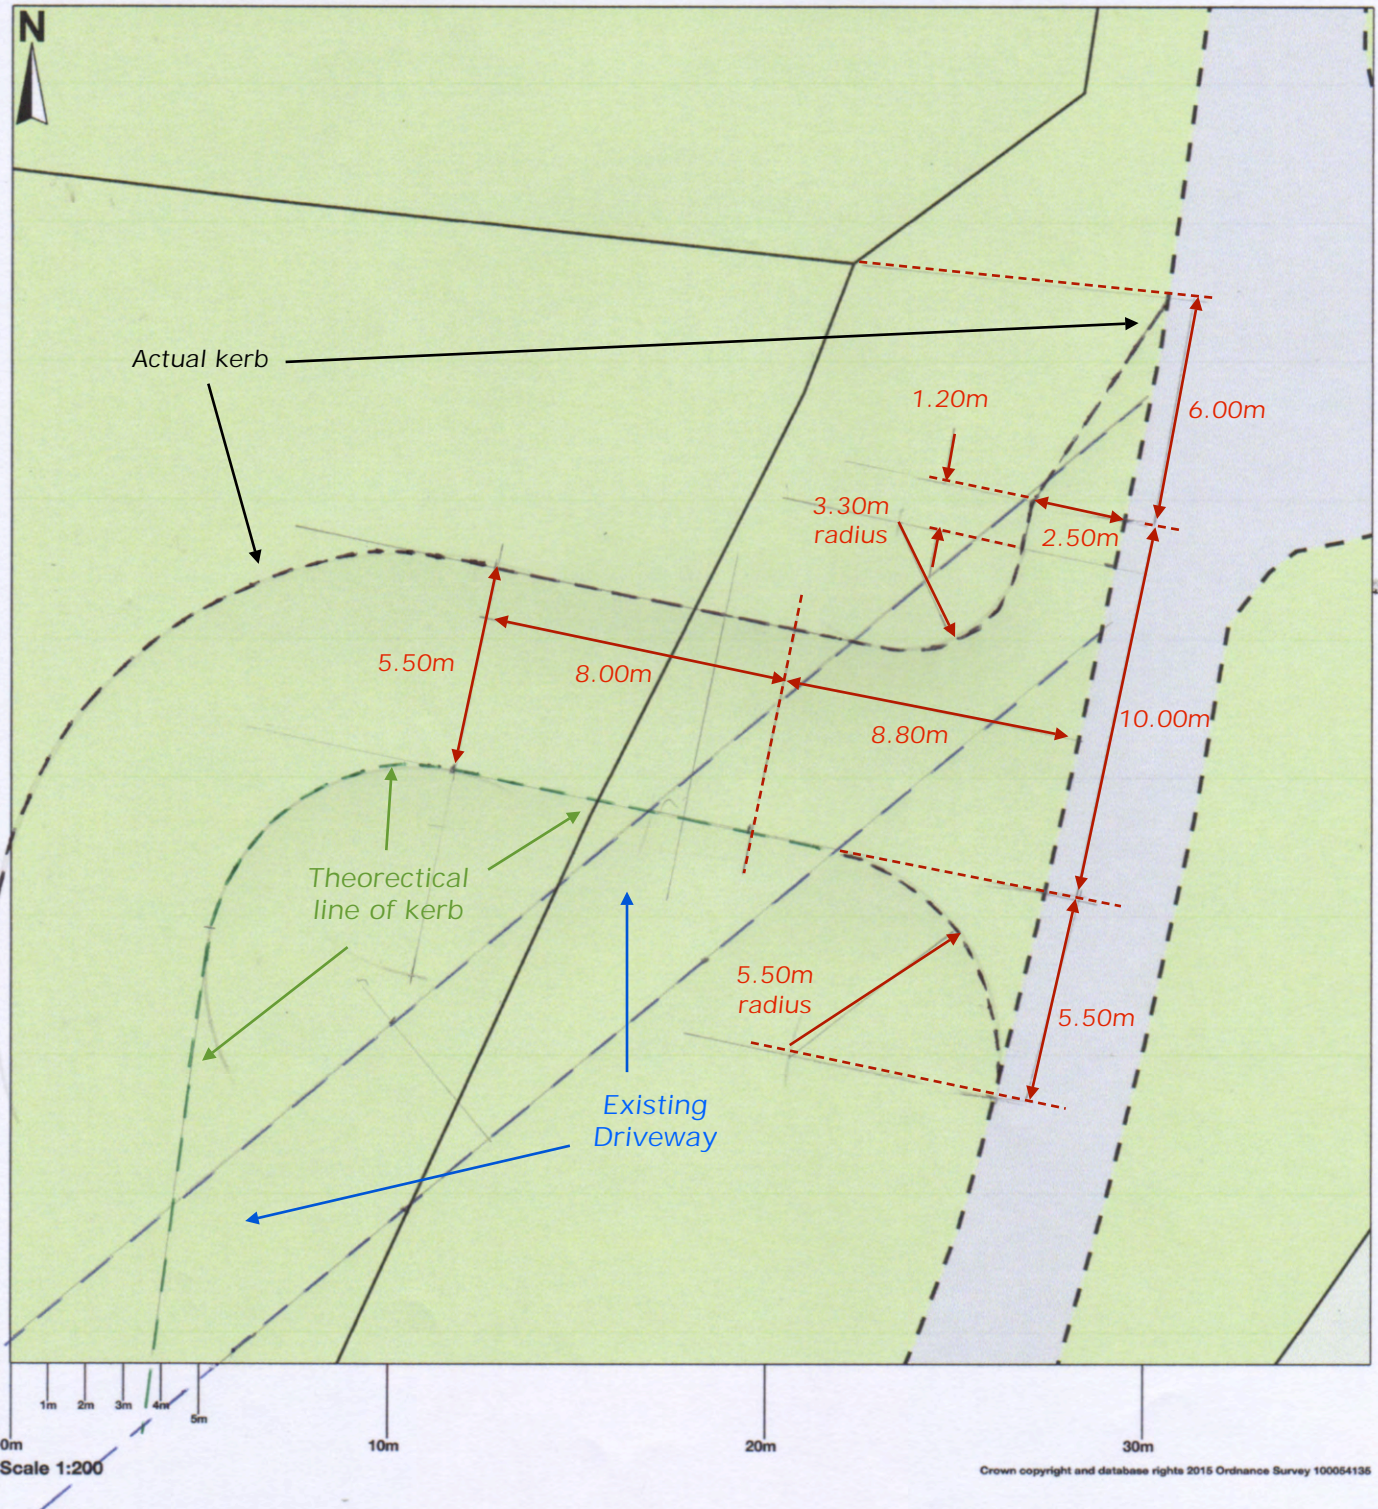 N
Actual kerb
1.20m
6.00m
3.30m
radius
2.50m
5.50m
8.00m
10.00m
8.80m
Theorectical
line of kerb
5.50m
radius
5.50m
Existing
Driveway
1m 2m 3m 4m
5m
0m 10m 20m 30m
Scale 1:200
Crown copyright and database rights 2015 Ordnance Survey 100054135